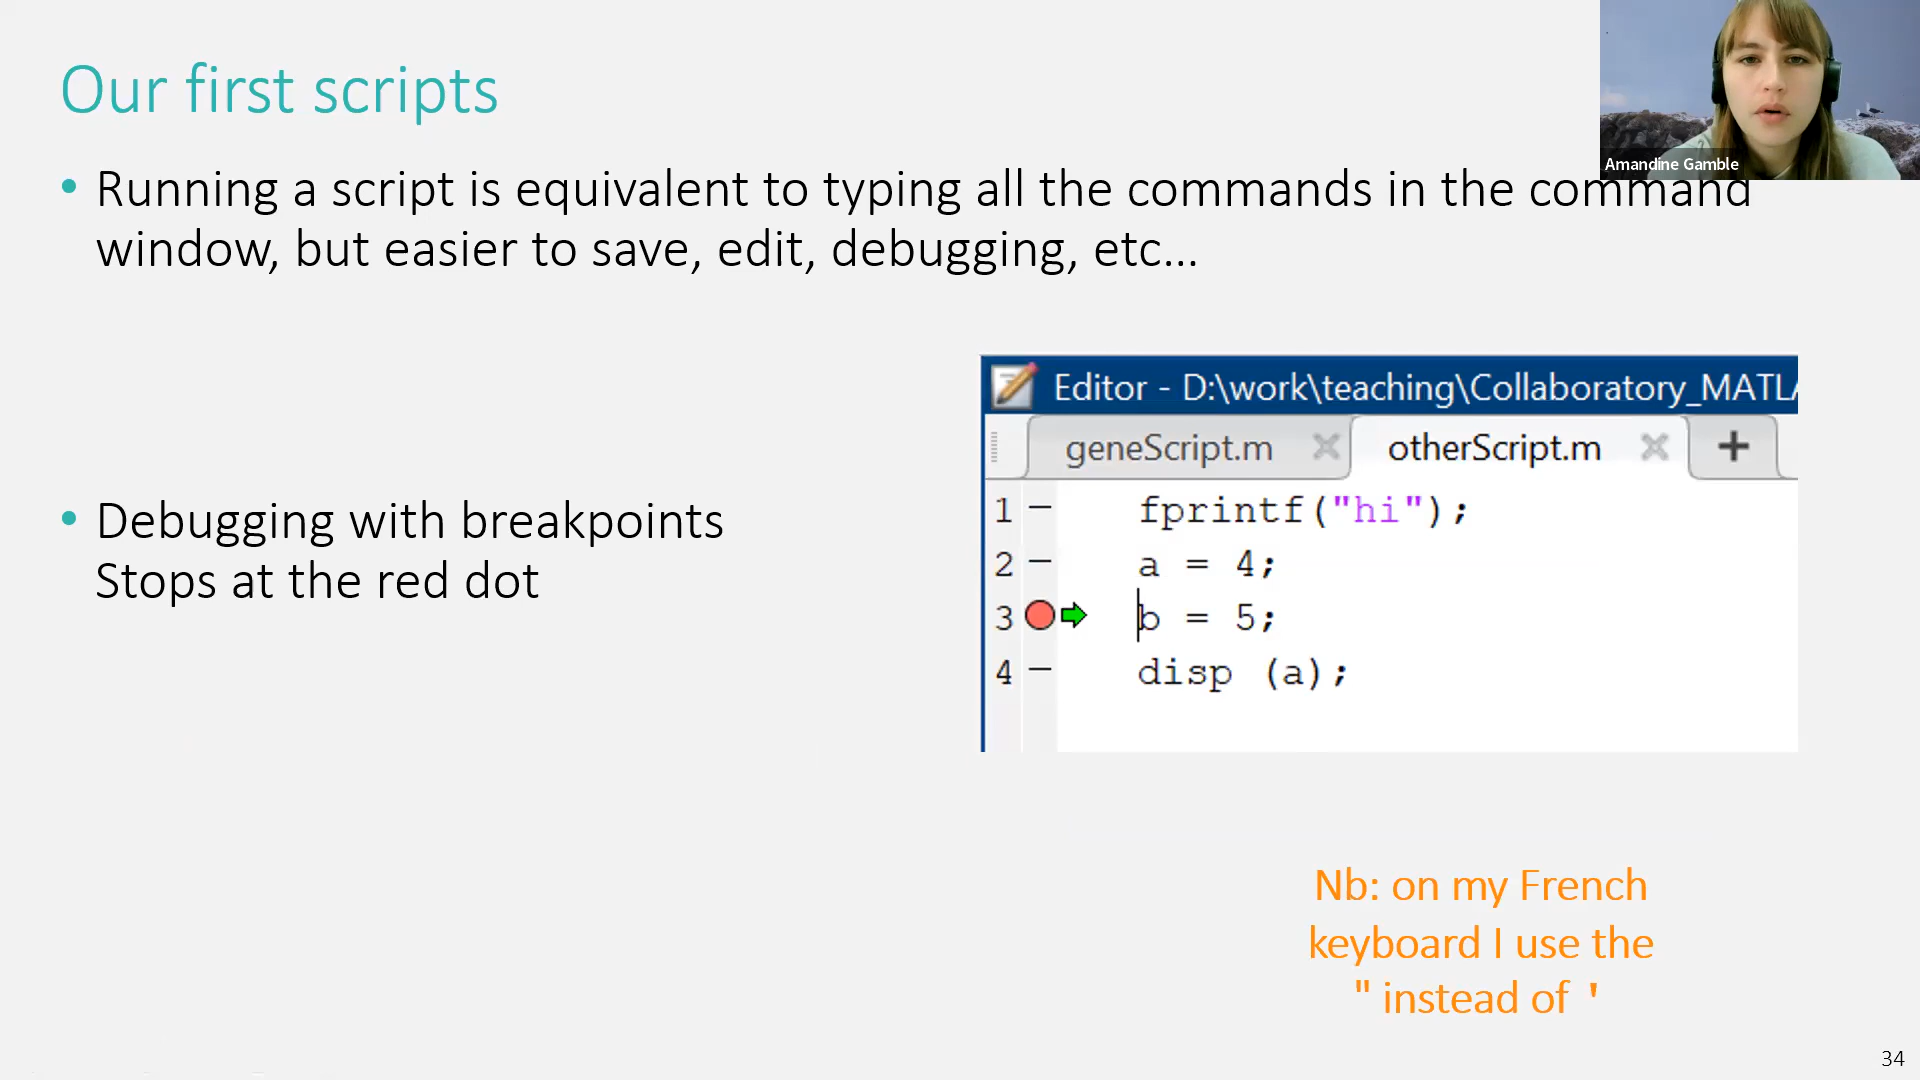 Our first scripts
Amandine Gamble
• Running a script is equivalent to typing all the commands in the command
window, but easier to save, edit, debugging, etc...
Editor - D:\work\teaching\Collaboratory_MATLA
geneScript.m
otherScript.m
1 – fprintf("hi");
2 – a = 4;
3 b = 5;
4 – disp (a);
• Debugging with breakpoints
Stops at the red dot
Nb: on my French
keyboard I use the
" instead of '
34